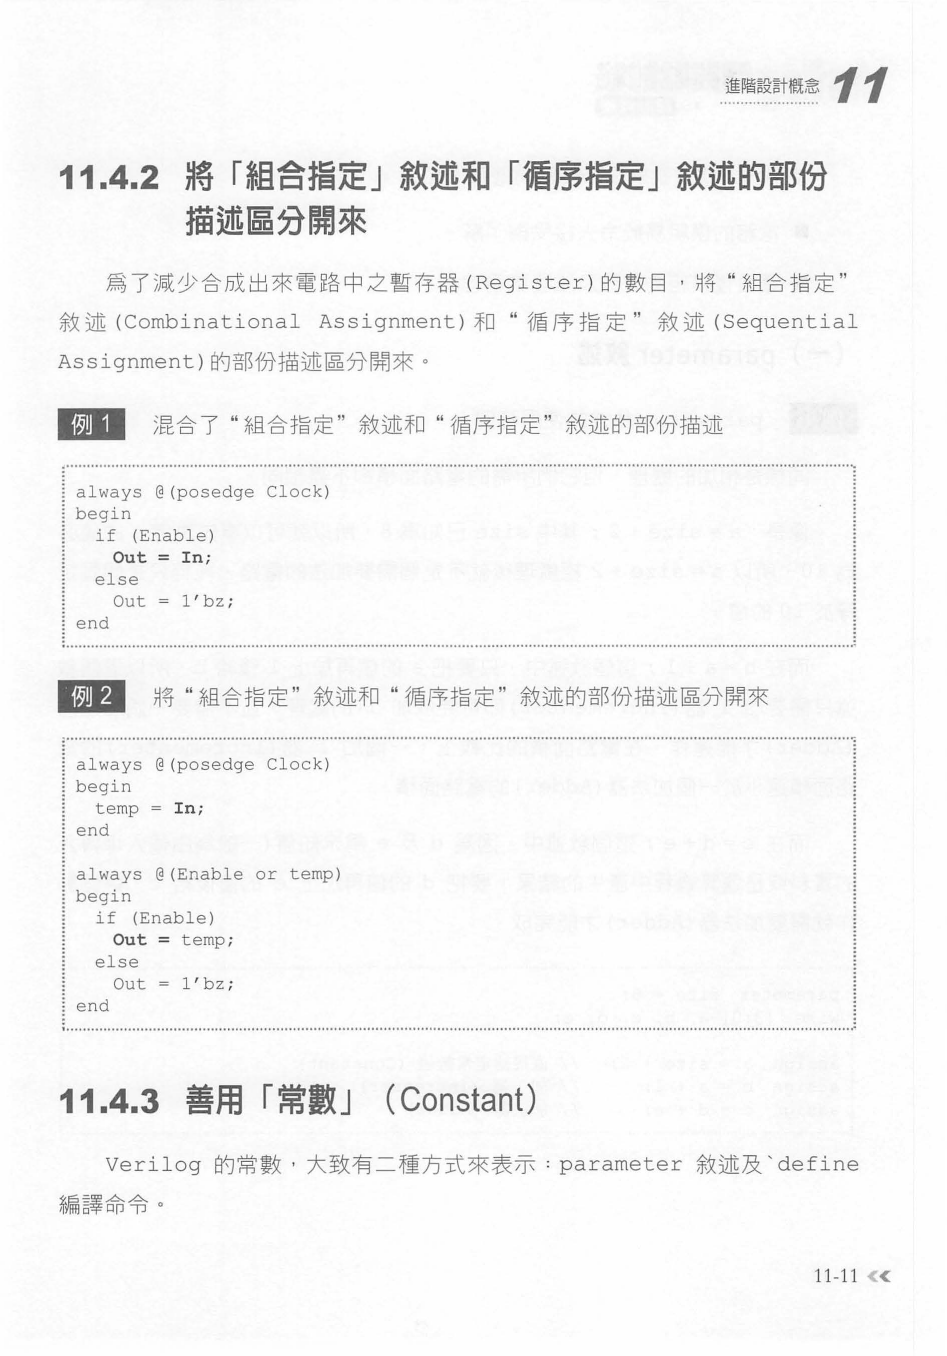 進階設計概念 11
11.4.2 將「組合指定」敘述和「循序指定」敘述的部份
描述區分開來
為了減少合成出來電路中之暫存器(Register)的數目，將“組合指定”
敘述(Combinational Assignment)和“循序指定”敘述(Sequential
Assignment)的部份描述區分開來。
例 1 混合了“組合指定”敘述和“循序指定”敘述的部份描述
always @(posedge Clock)
begin
if (Enable)
Out = In;
else
Out = 1'bz;
end
例 2 將“組合指定”敘述和“循序指定”敘述的部份描述區分開來
always @(posedge Clock)
begin
temp = In;
end
always @(Enable or temp)
begin
if (Enable)
Out = temp;
else
Out = 1'bz;
end
11.4.3 善用「常數」（Constant）
Verilog 的常數，大致有二種方式來表示：parameter 敘述及`define
編譯命令。
11-11 <<